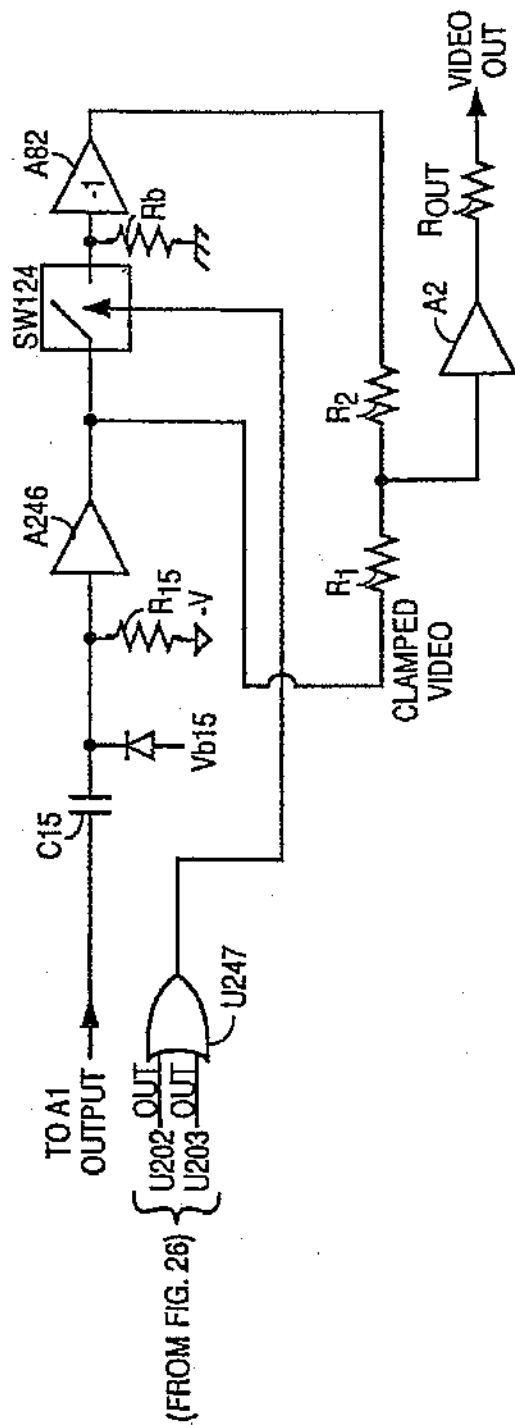 TO A1
OUTPUT
C15
Vb15
R15
-V
A246
SW124
Rb
A82
-1
(FROM FIG. 26)
U202 OUT
U203 OUT
U247
R1
R2
CLAMPED
VIDEO
A2
ROUT
VIDEO
OUT